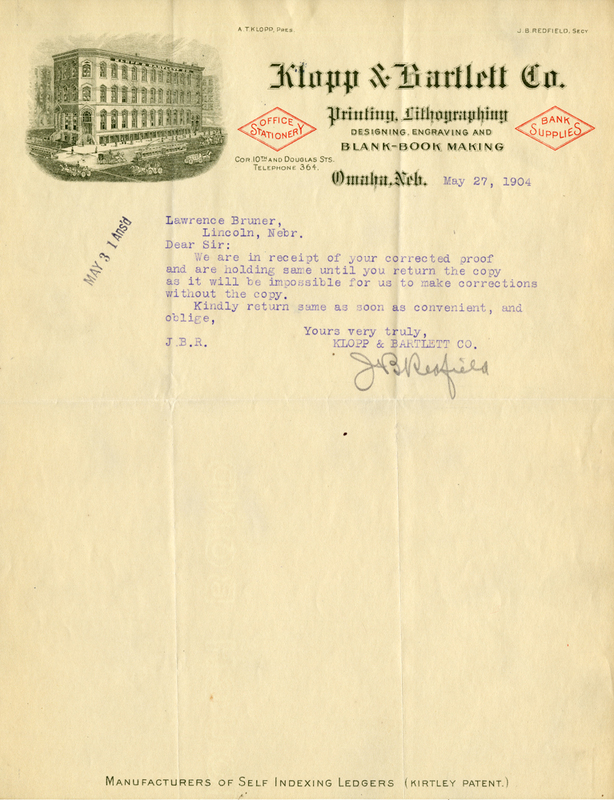 A. T. KLOPP, PRES.
J. B. REDFIELD, SECY
Klopp & Bartlett Co.
Printing, Lithographing
DESIGNING, ENGRAVING AND
BLANK-BOOK MAKING
OFFICE
STATIONERY
BANK
SUPPLIES
COR. 10TH AND DOUGLAS STS.
TELEPHONE 364.
Omaha, Neb. May 27, 1904
MAY 31 Ans'd
Lawrence Bruner,
Lincoln, Nebr.
Dear Sir:
We are in receipt of your corrected proof
and are holding same until you return the copy
as it will be impossible for us to make corrections
without the copy.
Kindly return same as soon as convenient, and
oblige,
Yours very truly,
J.B.R. KLOPP & BARTLETT CO.
J B Redfield
MANUFACTURERS OF SELF INDEXING LEDGERS (KIRTLEY PATENT.)